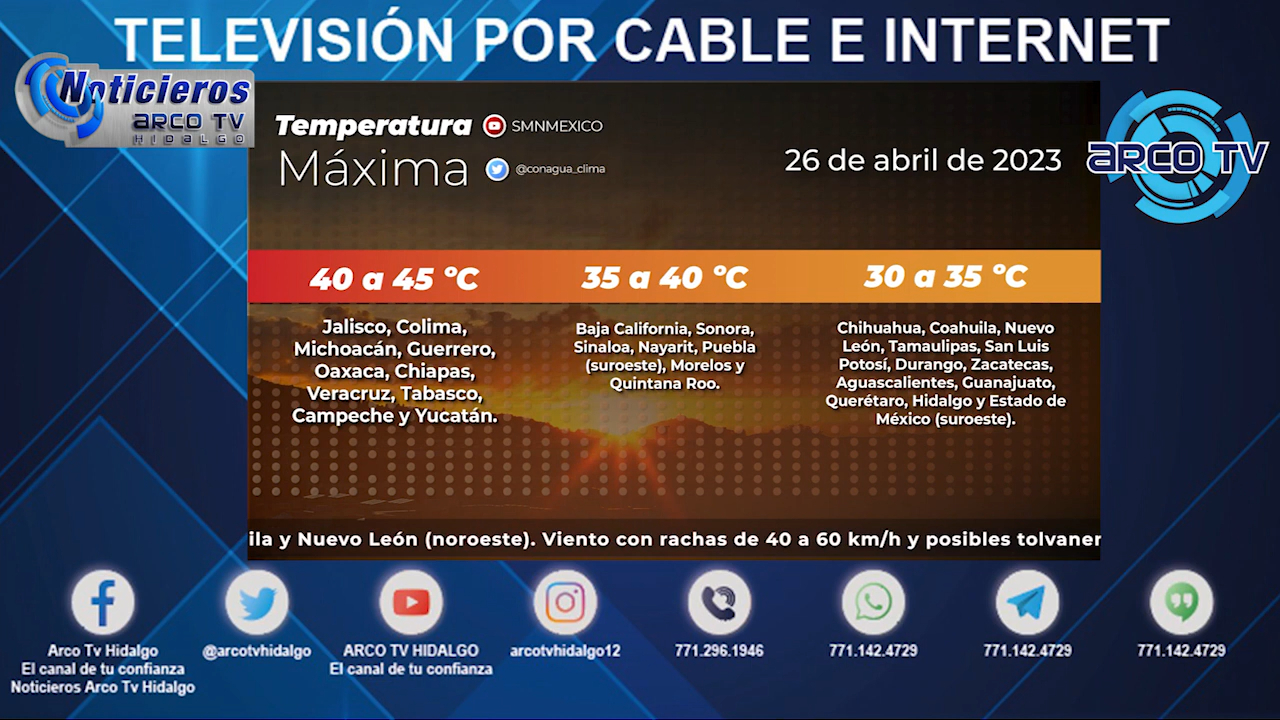 TELEVISIÓN POR CABLE E INTERNET
Noticieros
ARCO TV
HIDALGO
Temperatura
SMNMEXICO
Máxima
@conagua_clima
26 de abril de 2023
ARCO TV
40 a 45 °C
35 a 40 °C
30 a 35 °C
Jalisco, Colima,
Michoacán, Guerrero,
Oaxaca, Chiapas,
Veracruz, Tabasco,
Campeche y Yucatán.
Baja California, Sonora,
Sinaloa, Nayarit, Puebla
(suroeste), Morelos y
Quintana Roo.
Chihuahua, Coahuila, Nuevo
León, Tamaulipas, San Luis
Potosí, Durango, Zacatecas,
Aguascalientes, Guanajuato,
Querétaro, Hidalgo y Estado de
México (suroeste).
ila y Nuevo León (noroeste). Viento con rachas de 40 a 60 km/h y posibles tolvaner
Arco Tv Hidalgo
El canal de tu confianza
Noticieros Arco Tv Hidalgo
@arcotvhidalgo
ARCO TV HIDALGO
El canal de tu confianza
arcotvhidalgo12
771.296.1946
771.142.4729
771.142.4729
771.142.4729